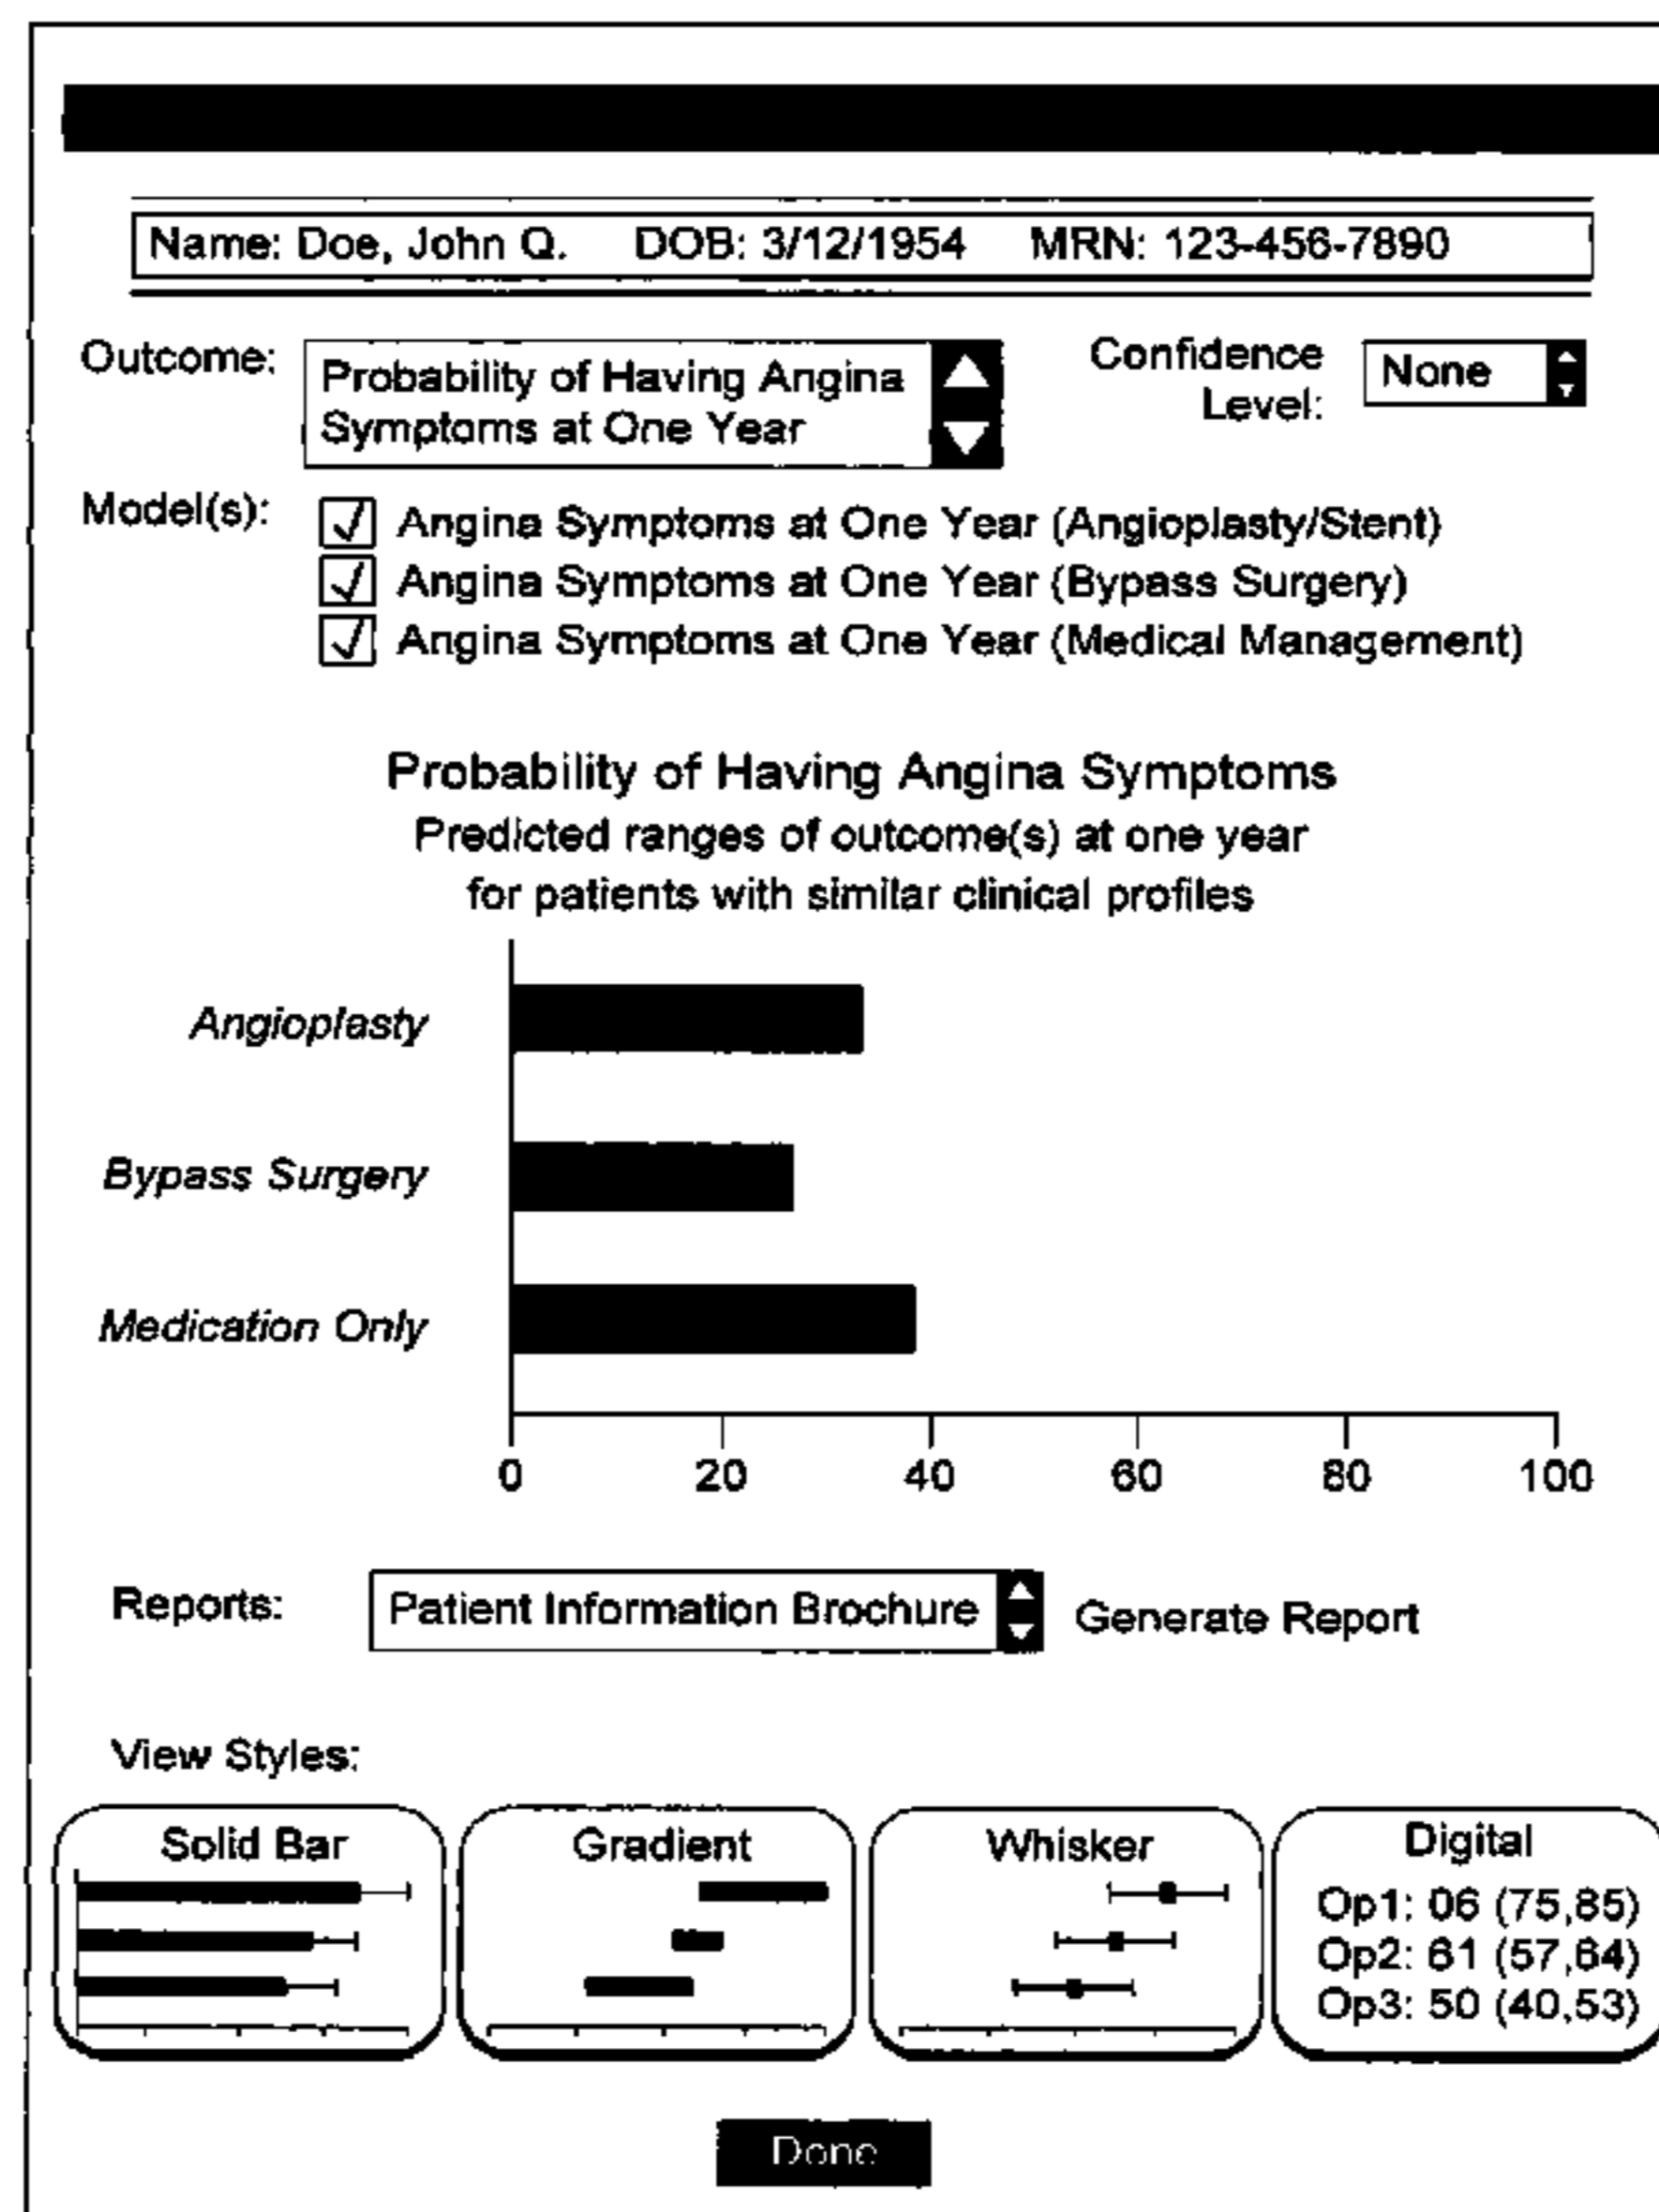 Name: Doe, John Q. DOB: 3/12/1954 MRN: 123-456-7890
Outcome:
Probability of Having Angina
Symptoms at One Year
Confidence
Level:
None
Model(s):
Angina Symptoms at One Year (Angioplasty/Stent)
Angina Symptoms at One Year (Bypass Surgery)
Angina Symptoms at One Year (Medical Management)
Probability of Having Angina Symptoms
Predicted ranges of outcome(s) at one year
for patients with similar clinical profiles
Angioplasty
Bypass Surgery
Medication Only
0 20 40 60 80 100
Reports: Patient Information Brochure Generate Report
View Styles:
Solid Bar Gradient Whisker Digital
Op1: 06 (75,85)
Op2: 61 (57,64)
Op3: 50 (40,53)
Done